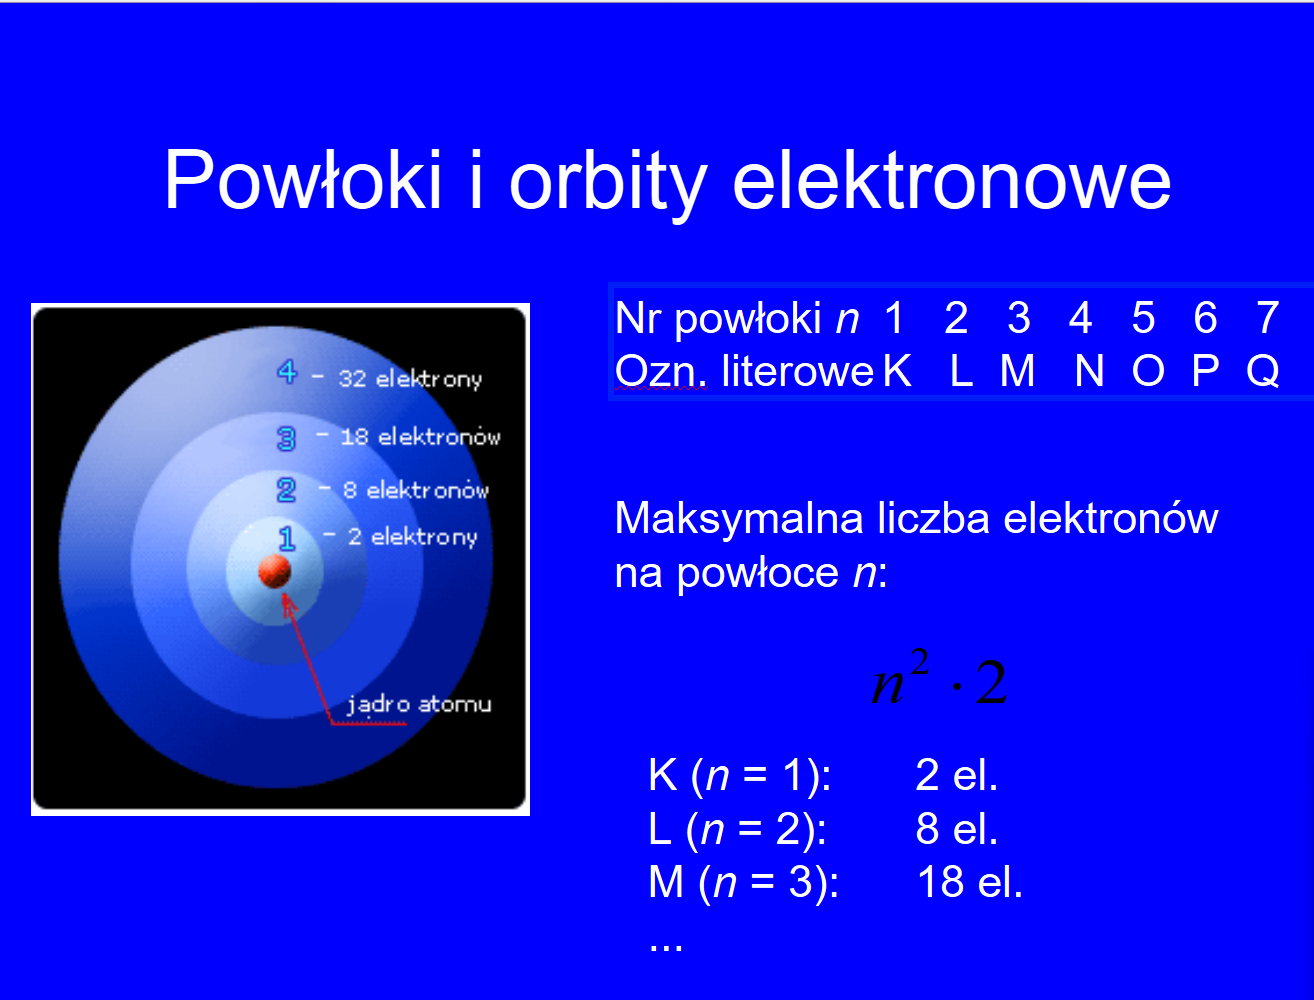 Powłoki i orbity elektronowe
4 - 32 elektrony
3 - 18 elektronów
2 - 8 elektronów
1 - 2 elektrony
jądro atomu
Nr powłoki n 1 2 3 4 5 6 7
Ozn. literowe K L M N O P Q
Maksymalna liczba elektronów
na powłoce n:
n² · 2
K (n = 1): 2 el.
L (n = 2): 8 el.
M (n = 3): 18 el.
...